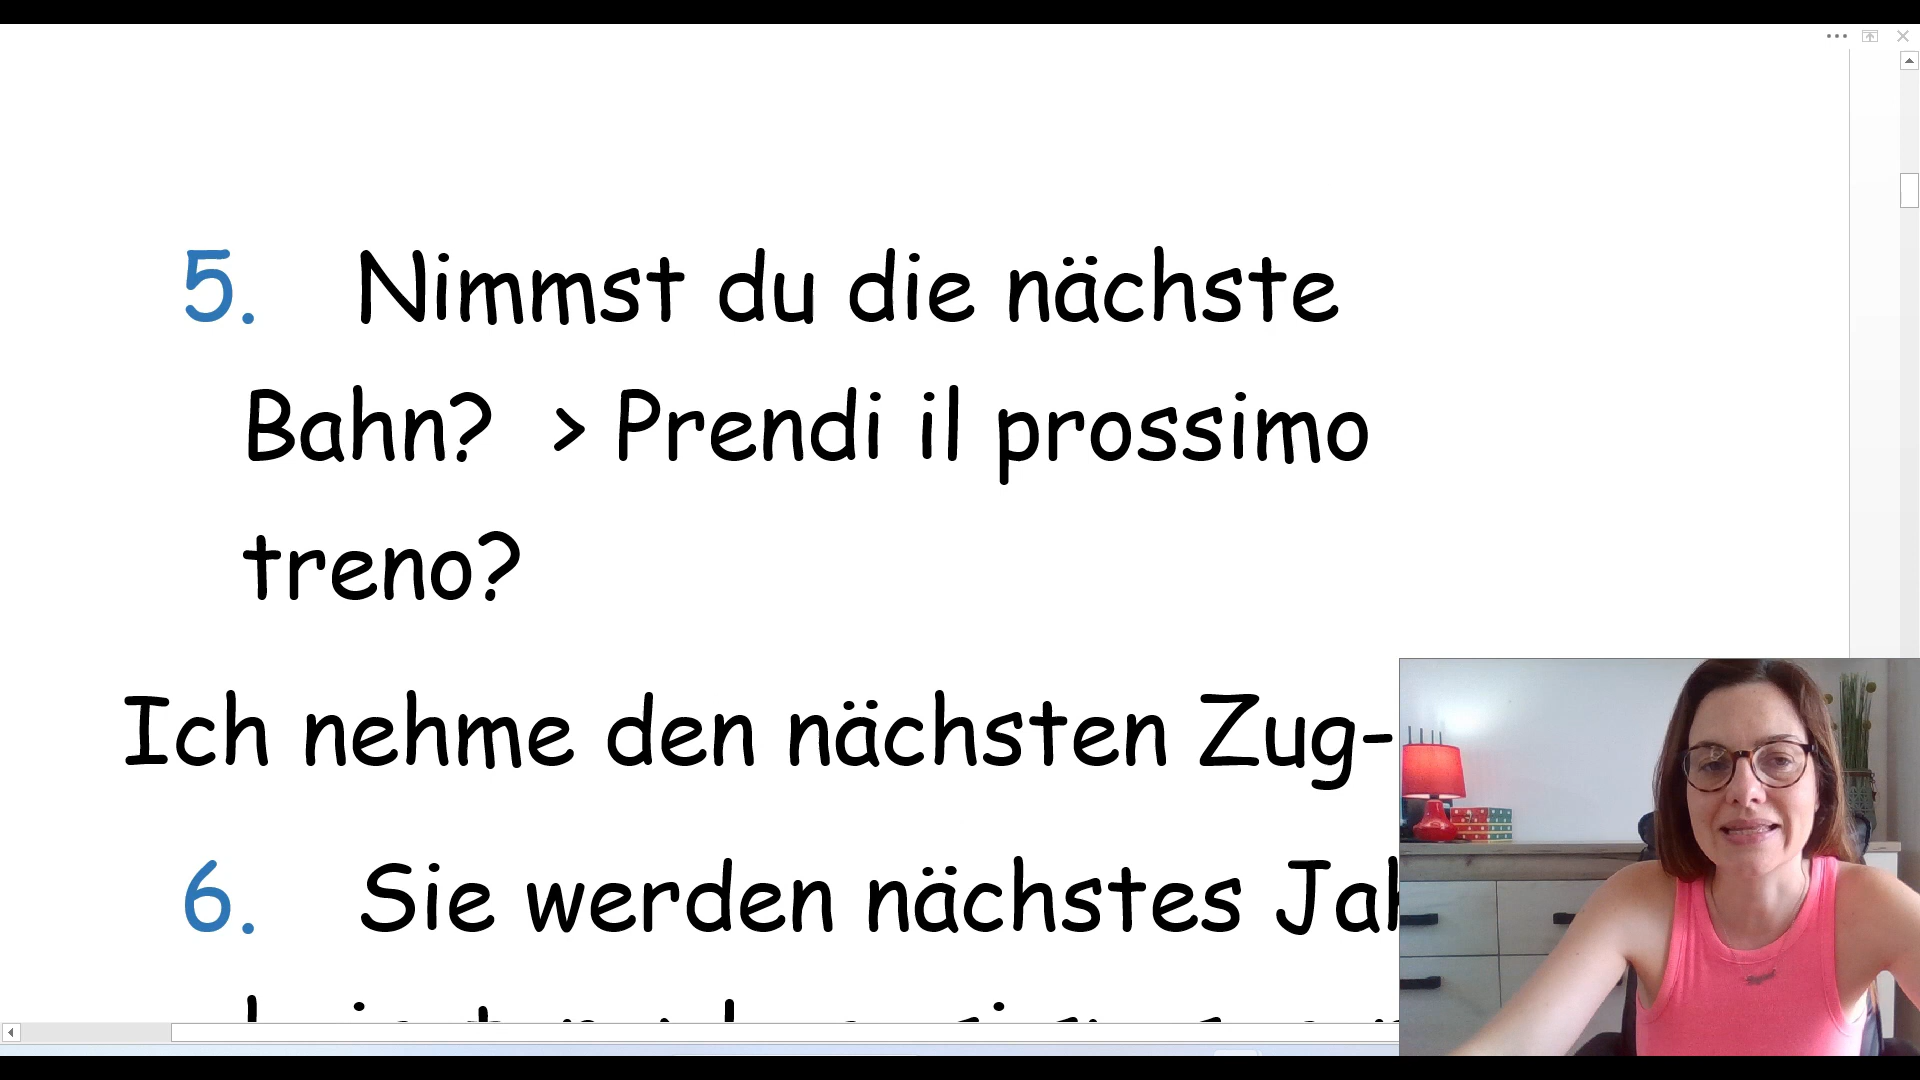 5. Nimmst du die nächste
Bahn? > Prendi il prossimo
treno?
Ich nehme den nächsten Zug-
6. Sie werden nächstes